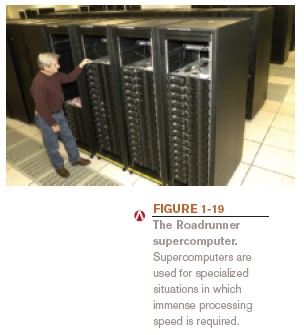 FIGURE 1-19
The Roadrunner
supercomputer.
Supercomputers are
used for specialized
situations in which
immense processing
speed is required.